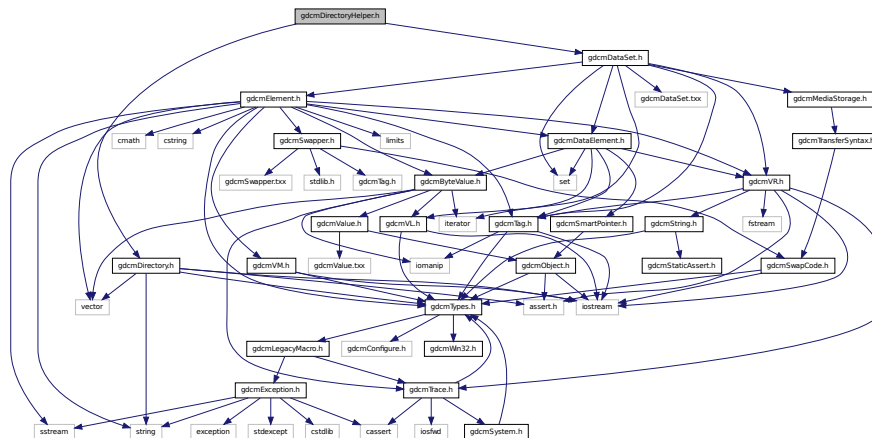 gdcmDirectoryHelper.h
gdcmDataSet.h
gdcmElement.h
gdcmDataSet.txx
gdcmMediaStorage.h
cmath
cstring
gdcmSwapper.h
limits
gdcmDataElement.h
gdcmTransferSyntax.h
gdcmSwapper.txx
stdlib.h
gdcmTag.h
gdcmByteValue.h
set
gdcmVR.h
gdcmValue.h
gdcmVL.h
iterator
gdcmTag.h
gdcmSmartPointer.h
gdcmString.h
fstream
gdcmDirectory.h
gdcmVM.h
gdcmValue.txx
iomanip
gdcmObject.h
gdcmStaticAssert.h
gdcmSwapCode.h
vector
gdcmTypes.h
assert.h
iostream
gdcmLegacyMacro.h
gdcmConfigure.h
gdcmWin32.h
gdcmException.h
gdcmTrace.h
sstream
string
exception
stdexcept
cstdlib
cassert
iosfwd
gdcmSystem.h